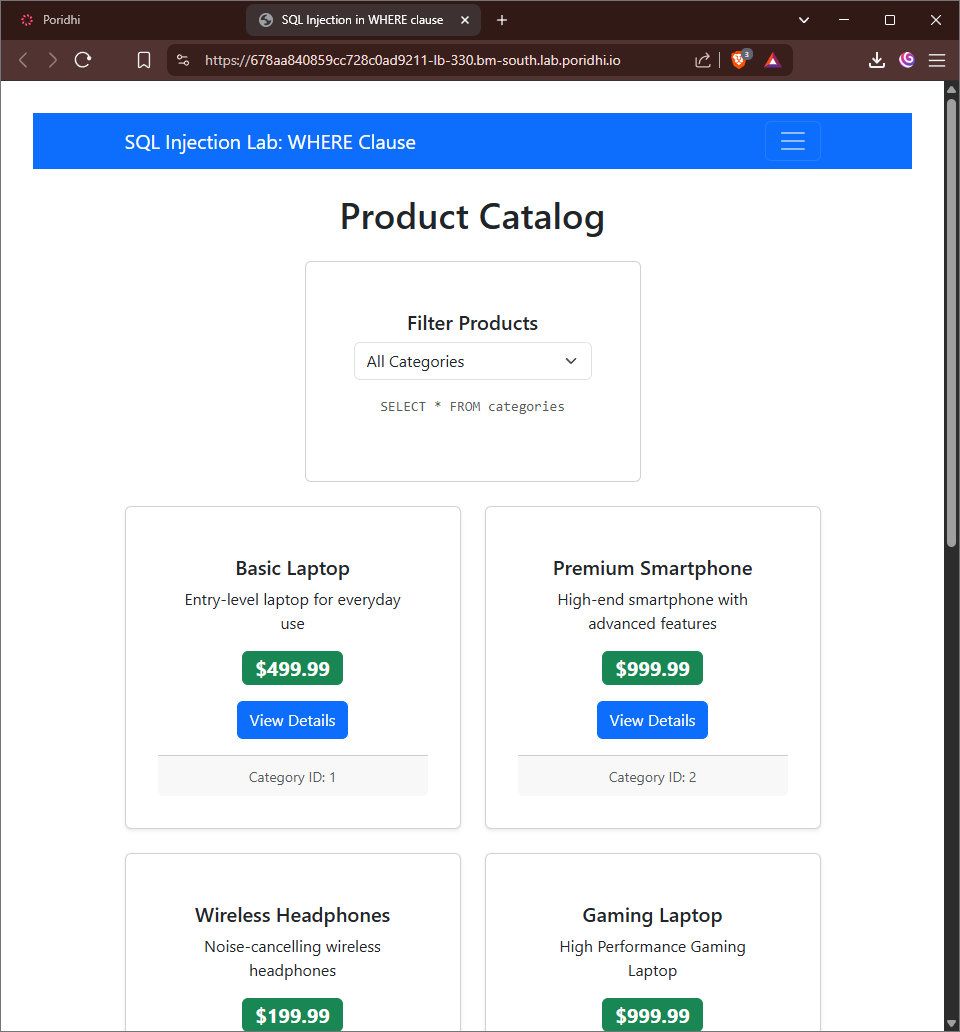 Poridhi
SQL Injection in WHERE clause
https://678aa840859cc728c0ad9211-lb-330.bm-south.lab.poridhi.io
3
SQL Injection Lab: WHERE Clause
Product Catalog
Filter Products
All Categories
SELECT * FROM categories
Basic Laptop
Entry-level laptop for everyday
use
$499.99
View Details
Category ID: 1
Premium Smartphone
High-end smartphone with
advanced features
$999.99
View Details
Category ID: 2
Wireless Headphones
Noise-cancelling wireless
headphones
$199.99
Gaming Laptop
High Performance Gaming
Laptop
$999.99